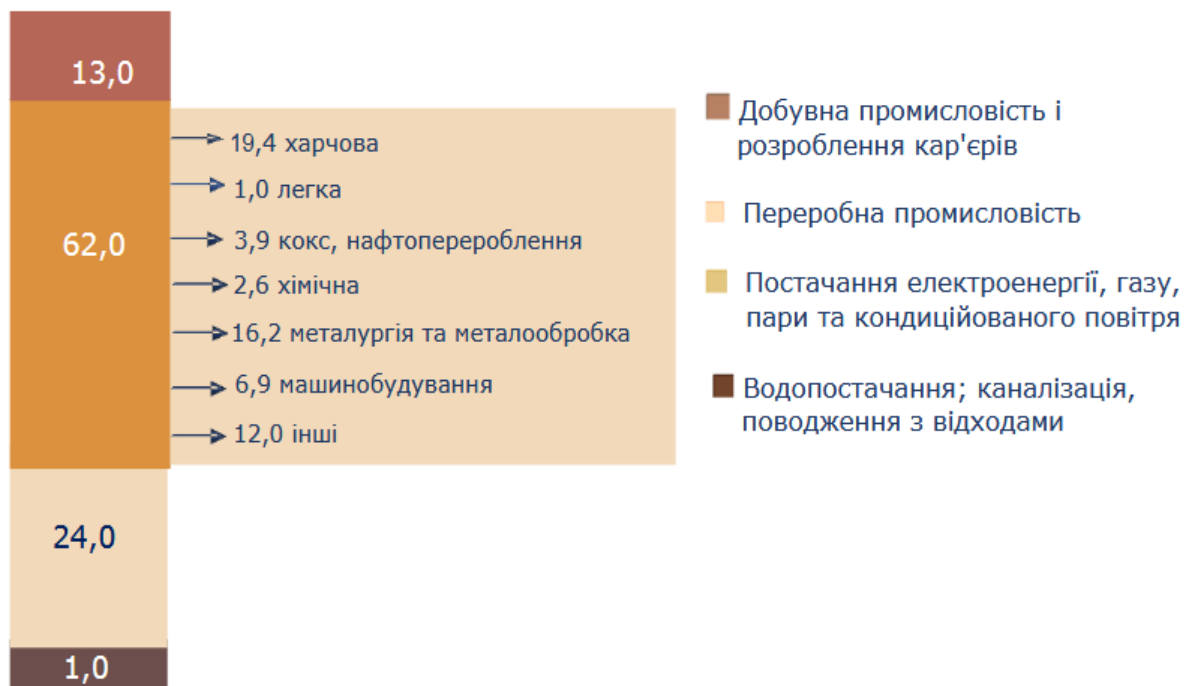 13,0
62,0
24,0
1,0
19,4 харчова
1,0 легка
3,9 кокс, нафтоперероблення
2,6 хімічна
16,2 металургія та металообробка
6,9 машинобудування
12,0 інші
Добувна промисловість і
розроблення кар'єрів
Переробна промисловість
Постачання електроенергії, газу,
пари та кондиційованого повітря
Водопостачання; каналізація,
поводження з відходами